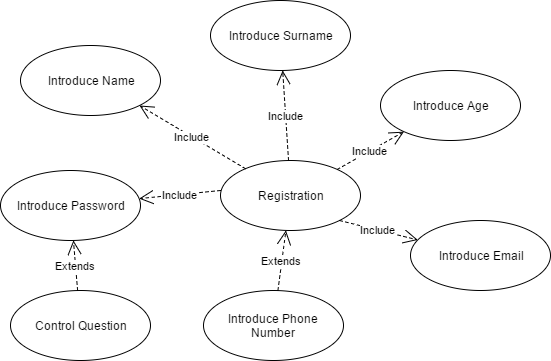 Introduce Surname
Introduce Name
Introduce Age
Include
Include
Include
Include
Registration
Introduce Password
Include
Introduce Email
Extends
Extends
Control Question
Introduce Phone
Number